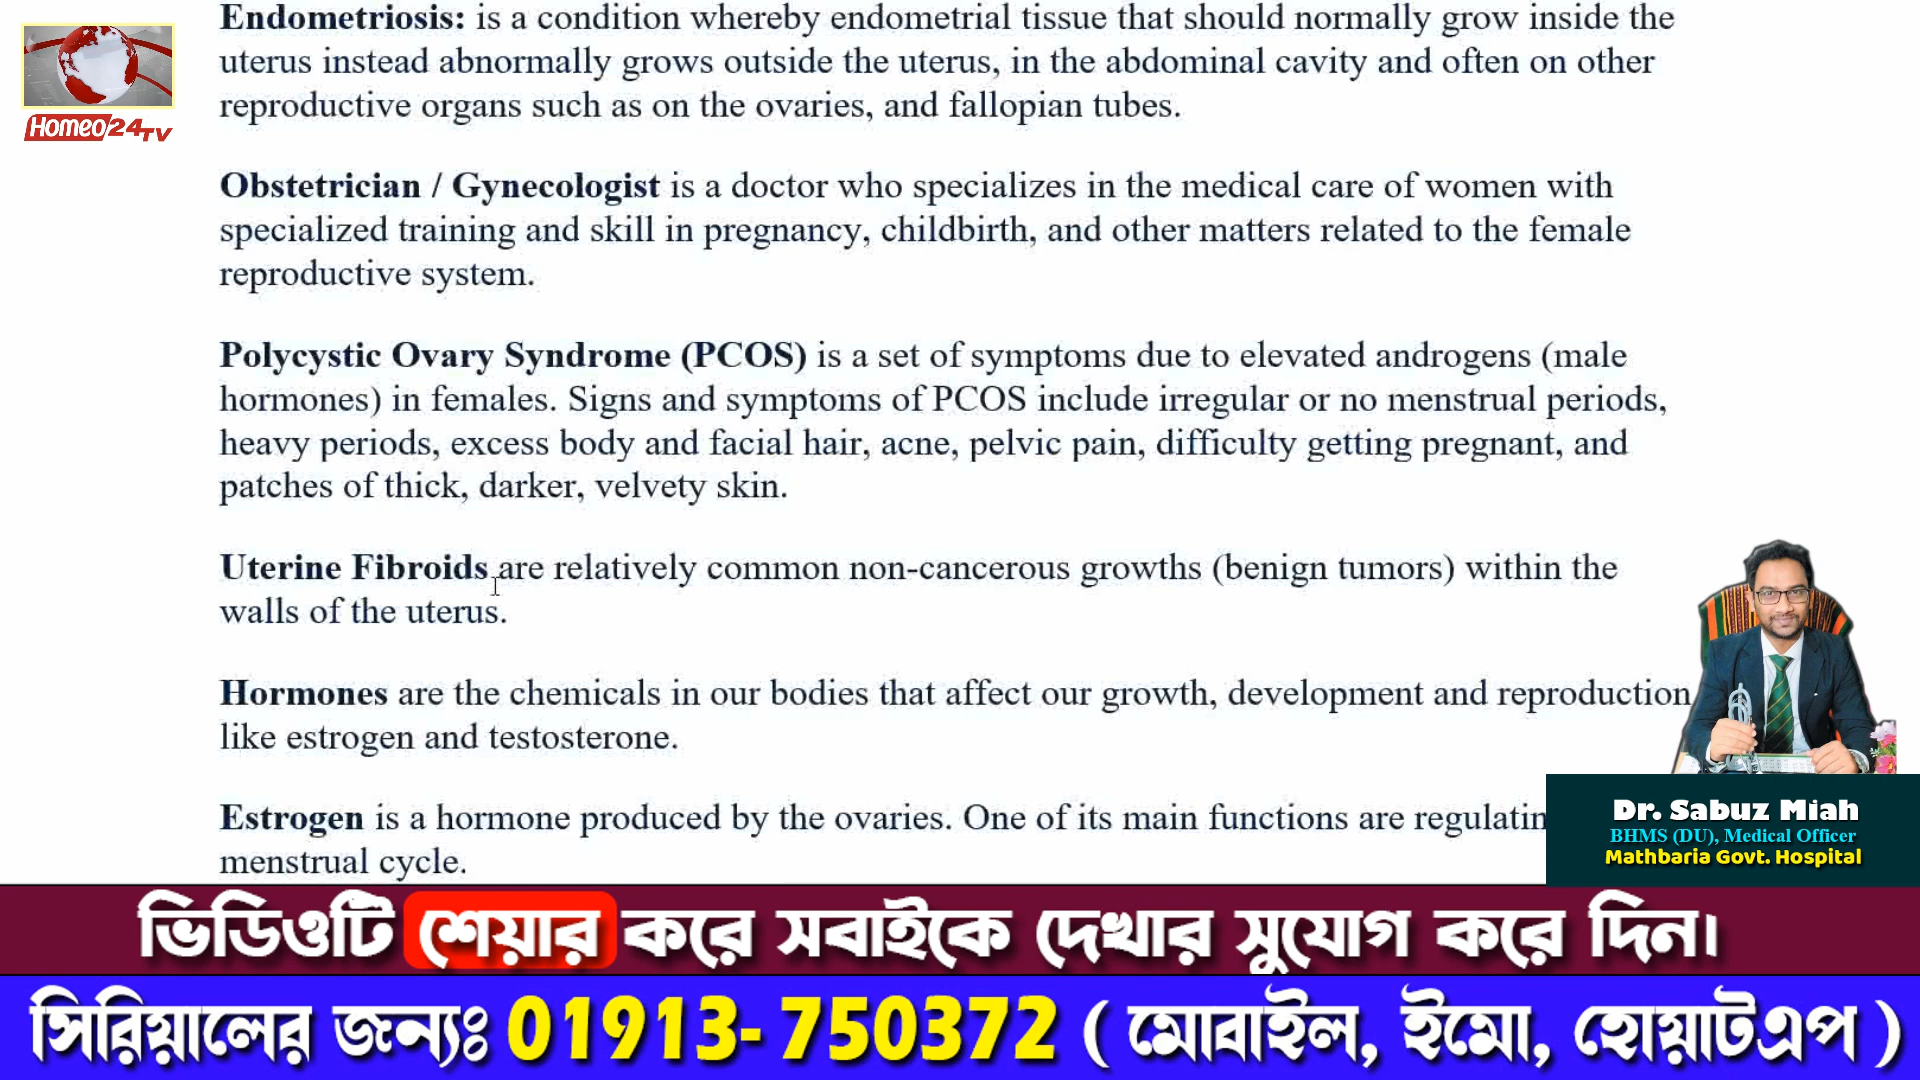 Endometriosis: is a condition whereby endometrial tissue that should normally grow inside the
uterus instead abnormally grows outside the uterus, in the abdominal cavity and often on other
reproductive organs such as on the ovaries, and fallopian tubes.
Homeo24TV
Obstetrician / Gynecologist is a doctor who specializes in the medical care of women with
specialized training and skill in pregnancy, childbirth, and other matters related to the female
reproductive system.
Polycystic Ovary Syndrome (PCOS) is a set of symptoms due to elevated androgens (male
hormones) in females. Signs and symptoms of PCOS include irregular or no menstrual periods,
heavy periods, excess body and facial hair, acne, pelvic pain, difficulty getting pregnant, and
patches of thick, darker, velvety skin.
Uterine Fibroids are relatively common non-cancerous growths (benign tumors) within the
walls of the uterus.
Hormones are the chemicals in our bodies that affect our growth, development and reproduction
like estrogen and testosterone.
Estrogen is a hormone produced by the ovaries. One of its main functions are regulatin
menstrual cycle.
Dr. Sabuz Miah
BHMS (DU), Medical Officer
Mathbaria Govt. Hospital
ভিডিওটি শেয়ার করে সবাইকে দেখার সুযোগ করে দিন।
সিরিয়ালের জন্যঃ 01913- 750372 ( মোবাইল, ইমো, হোয়াটএপ )